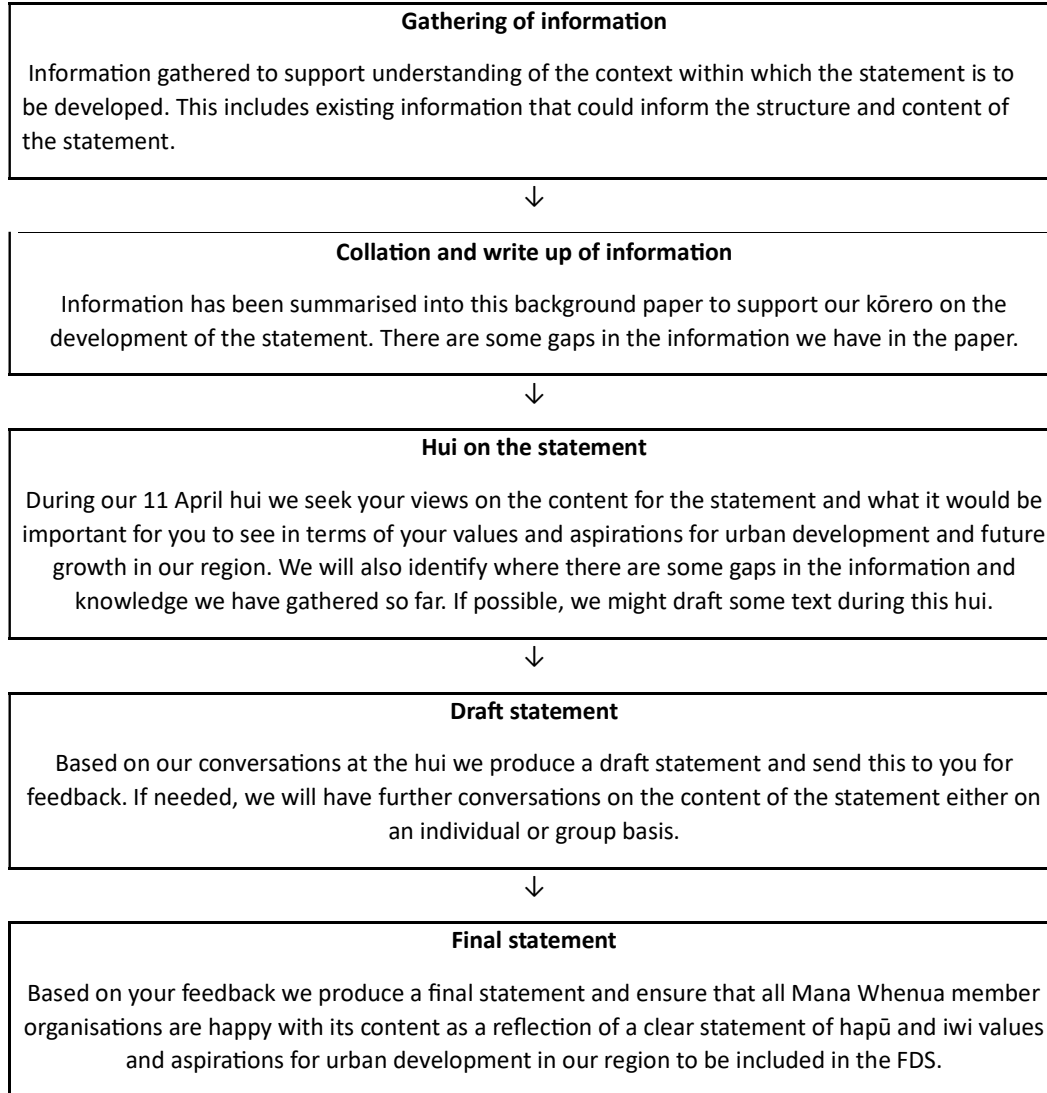 Gathering of information
Information gathered to support understanding of the context within which the statement is to
be developed. This includes existing information that could inform the structure and content of
the statement.
↓
Collation and write up of information
Information has been summarised into this background paper to support our kōrero on the
development of the statement. There are some gaps in the information we have in the paper.
↓
Hui on the statement
During our 11 April hui we seek your views on the content for the statement and what it would be
important for you to see in terms of your values and aspirations for urban development and future
growth in our region. We will also identify where there are some gaps in the information and
knowledge we have gathered so far. If possible, we might draft some text during this hui.
↓
Draft statement
Based on our conversations at the hui we produce a draft statement and send this to you for
feedback. If needed, we will have further conversations on the content of the statement either on
an individual or group basis.
↓
Final statement
Based on your feedback we produce a final statement and ensure that all Mana Whenua member
organisations are happy with its content as a reflection of a clear statement of hapū and iwi values
and aspirations for urban development in our region to be included in the FDS.